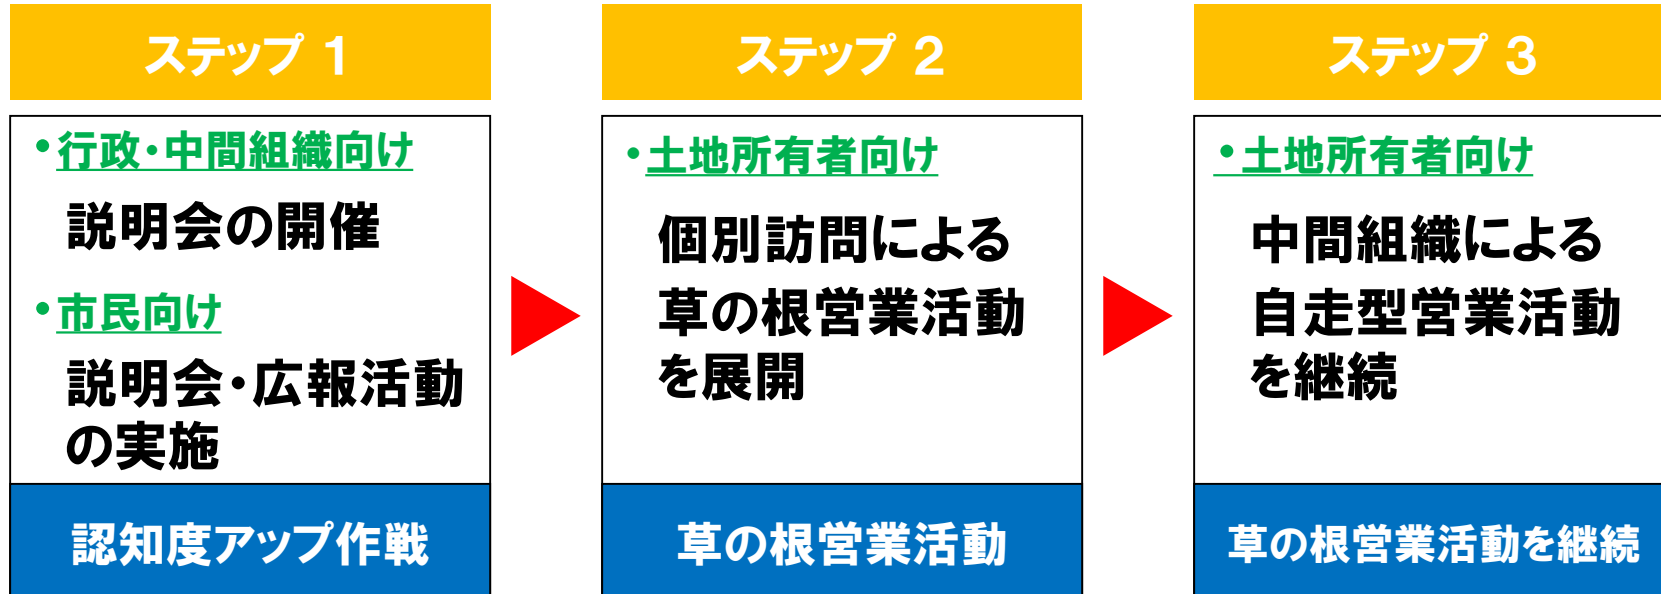 ステップ 1
・行政・中間組織向け
説明会の開催
・市民向け
説明会・広報活動
の実施
認知度アップ作戦
ステップ 2
・土地所有者向け
個別訪問による
草の根営業活動
を展開
草の根営業活動
ステップ 3
・土地所有者向け
中間組織による
自走型営業活動
を継続
草の根営業活動を継続